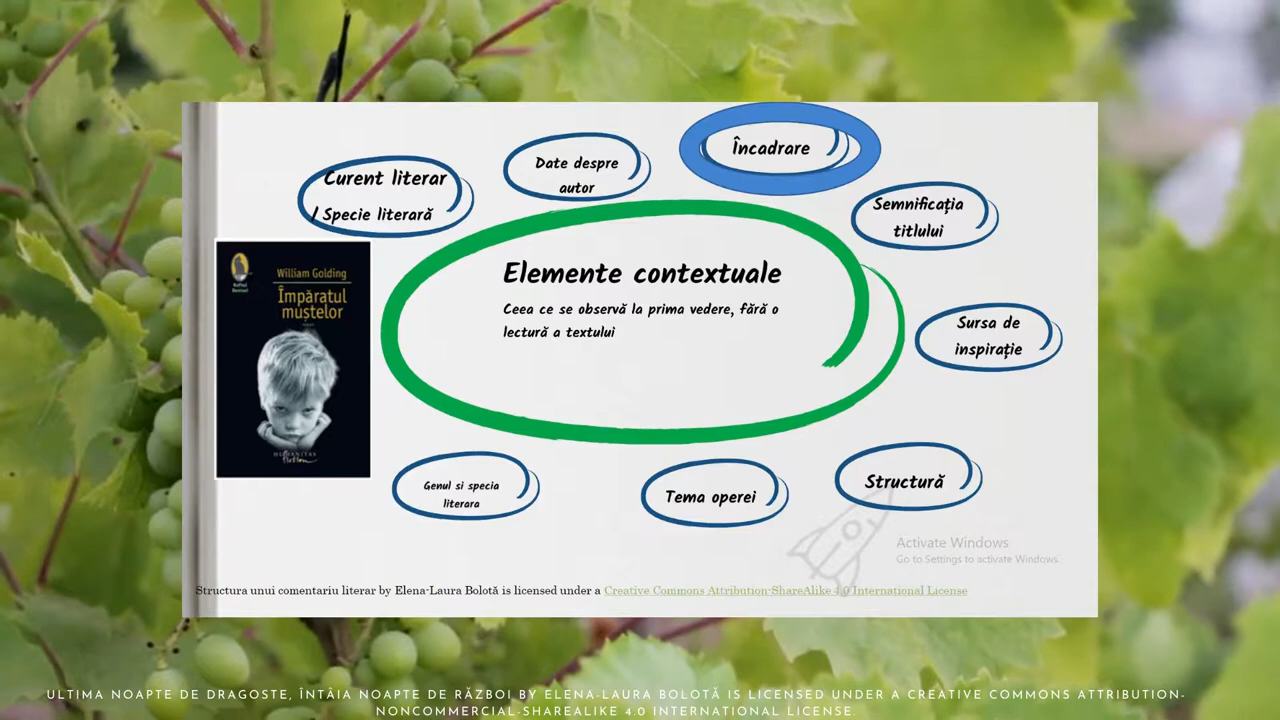 Încadrare
Date despre
autor
Curent literar
/ Specie literară
Semnificația
titlului
Elemente contextuale
Ceea ce se observă la prima vedere, fără o
lectură a textului
William Golding
Împăratul
muștelor
HUMANITAS
fiction
Sursa de
inspirație
Genul si specia
literara
Tema operei
Structură
Activate Windows
Go to Settings to activate Windows.
Structura unui comentariu literar by Elena-Laura Bolotă is licensed under a Creative Commons Attribution-ShareAlike 4.0 International License
ULTIMA NOAPTE DE DRAGOSTE, ÎNTÂIA NOAPTE DE RĂZBOI BY ELENA-LAURA BOLOTĂ IS LICENSED UNDER A CREATIVE COMMONS ATTRIBUTION-
NONCOMMERCIAL-SHAREALIKE 4.0 INTERNATIONAL LICENSE.